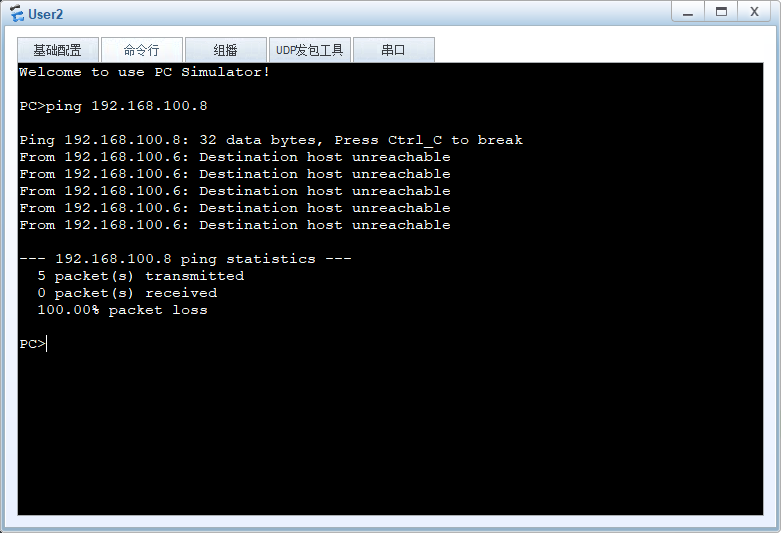 User2
基础配置 命令行 组播 UDP发包工具 串口
Welcome to use PC Simulator!
PC>ping 192.168.100.8
Ping 192.168.100.8: 32 data bytes, Press Ctrl_C to break
From 192.168.100.6: Destination host unreachable
From 192.168.100.6: Destination host unreachable
From 192.168.100.6: Destination host unreachable
From 192.168.100.6: Destination host unreachable
From 192.168.100.6: Destination host unreachable
--- 192.168.100.8 ping statistics ---
5 packet(s) transmitted
0 packet(s) received
100.00% packet loss
PC>